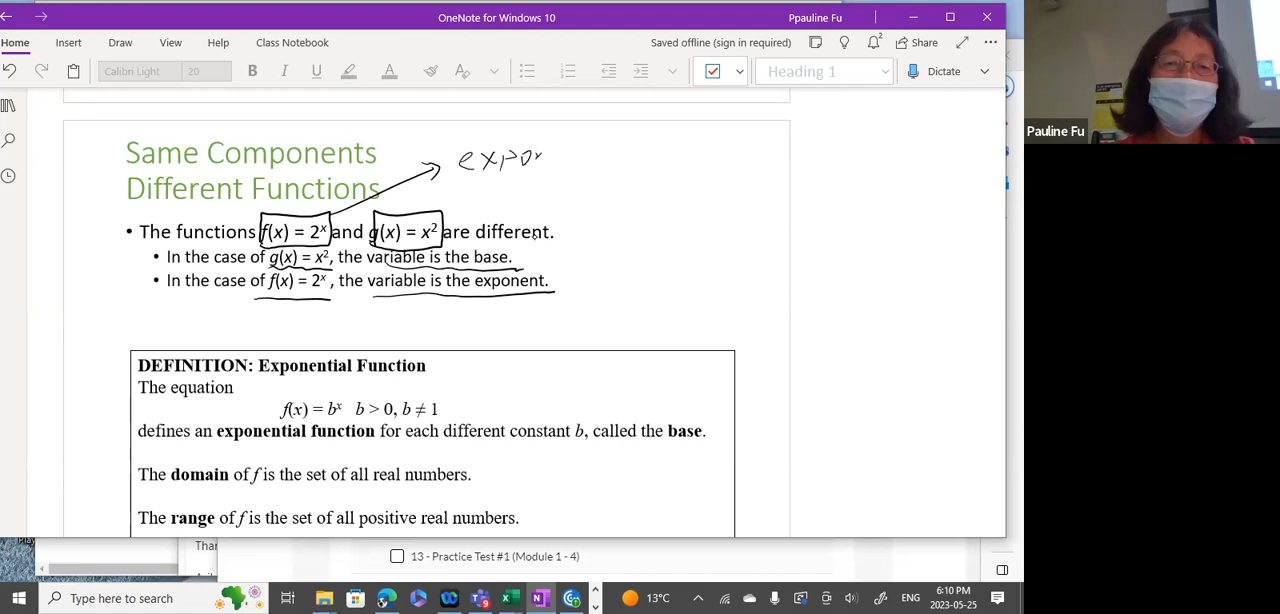 OneNote for Windows 10
Ppauline Fu
Home Insert Draw View Help Class Notebook
Saved offline (sign in required)
Share
Calibri Light 20
B I U
Heading 1
Dictate
Pauline Fu
Same Components
Different Functions
expon
• The functions f(x) = 2ˣ and g(x) = x² are different.
• In the case of g(x) = x², the variable is the base.
• In the case of f(x) = 2ˣ , the variable is the exponent.
DEFINITION: Exponential Function
The equation
f(x) = bˣ b > 0, b ≠ 1
defines an exponential function for each different constant b, called the base.
The domain of f is the set of all real numbers.
The range of f is the set of all positive real numbers.
13 - Practice Test #1 (Module 1 - 4)
Type here to search
13°C
ENG
6:10 PM
2023-05-25